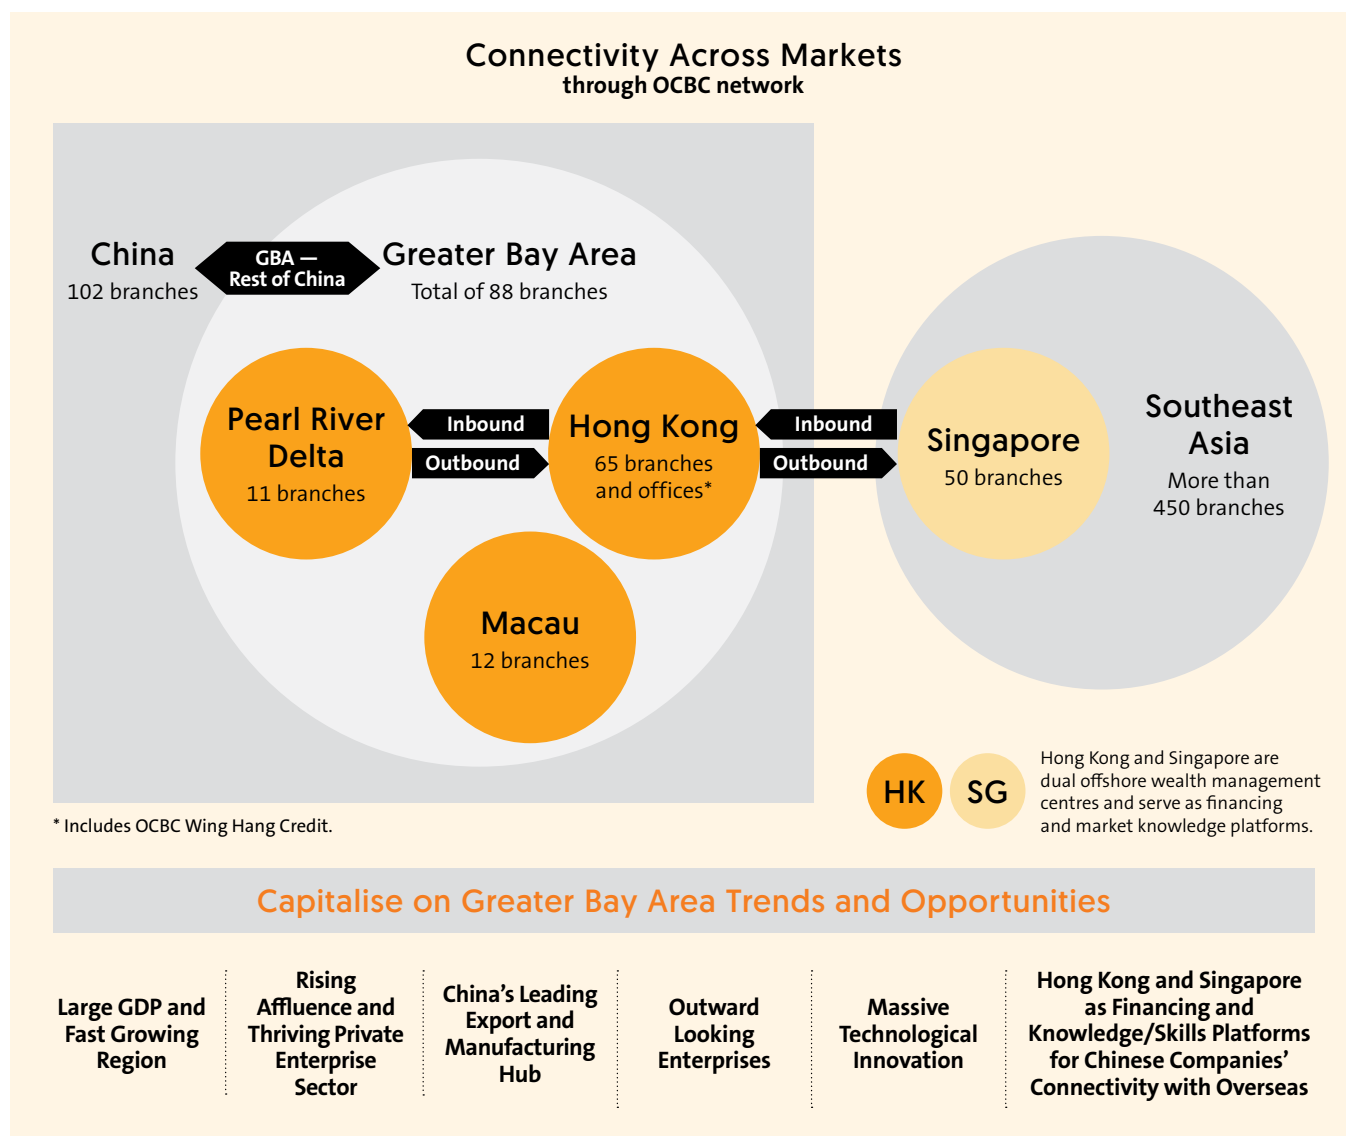 Connectivity Across Markets
through OCBC network
China
102 branches
GBA —
Rest of China
Greater Bay Area
Total of 88 branches
Pearl River
Delta
11 branches
Inbound
Outbound
Hong Kong
65 branches
and offices*
Inbound
Outbound
Singapore
50 branches
Southeast
Asia
More than
450 branches
Macau
12 branches
HK
SG
Hong Kong and Singapore are
dual offshore wealth management
centres and serve as financing
and market knowledge platforms.
* Includes OCBC Wing Hang Credit.
Capitalise on Greater Bay Area Trends and Opportunities
Large GDP and
Fast Growing
Region
Rising
Affluence and
Thriving Private
Enterprise
Sector
China’s Leading
Export and
Manufacturing
Hub
Outward
Looking
Enterprises
Massive
Technological
Innovation
Hong Kong and Singapore
as Financing and
Knowledge/Skills Platforms
for Chinese Companies’
Connectivity with Overseas